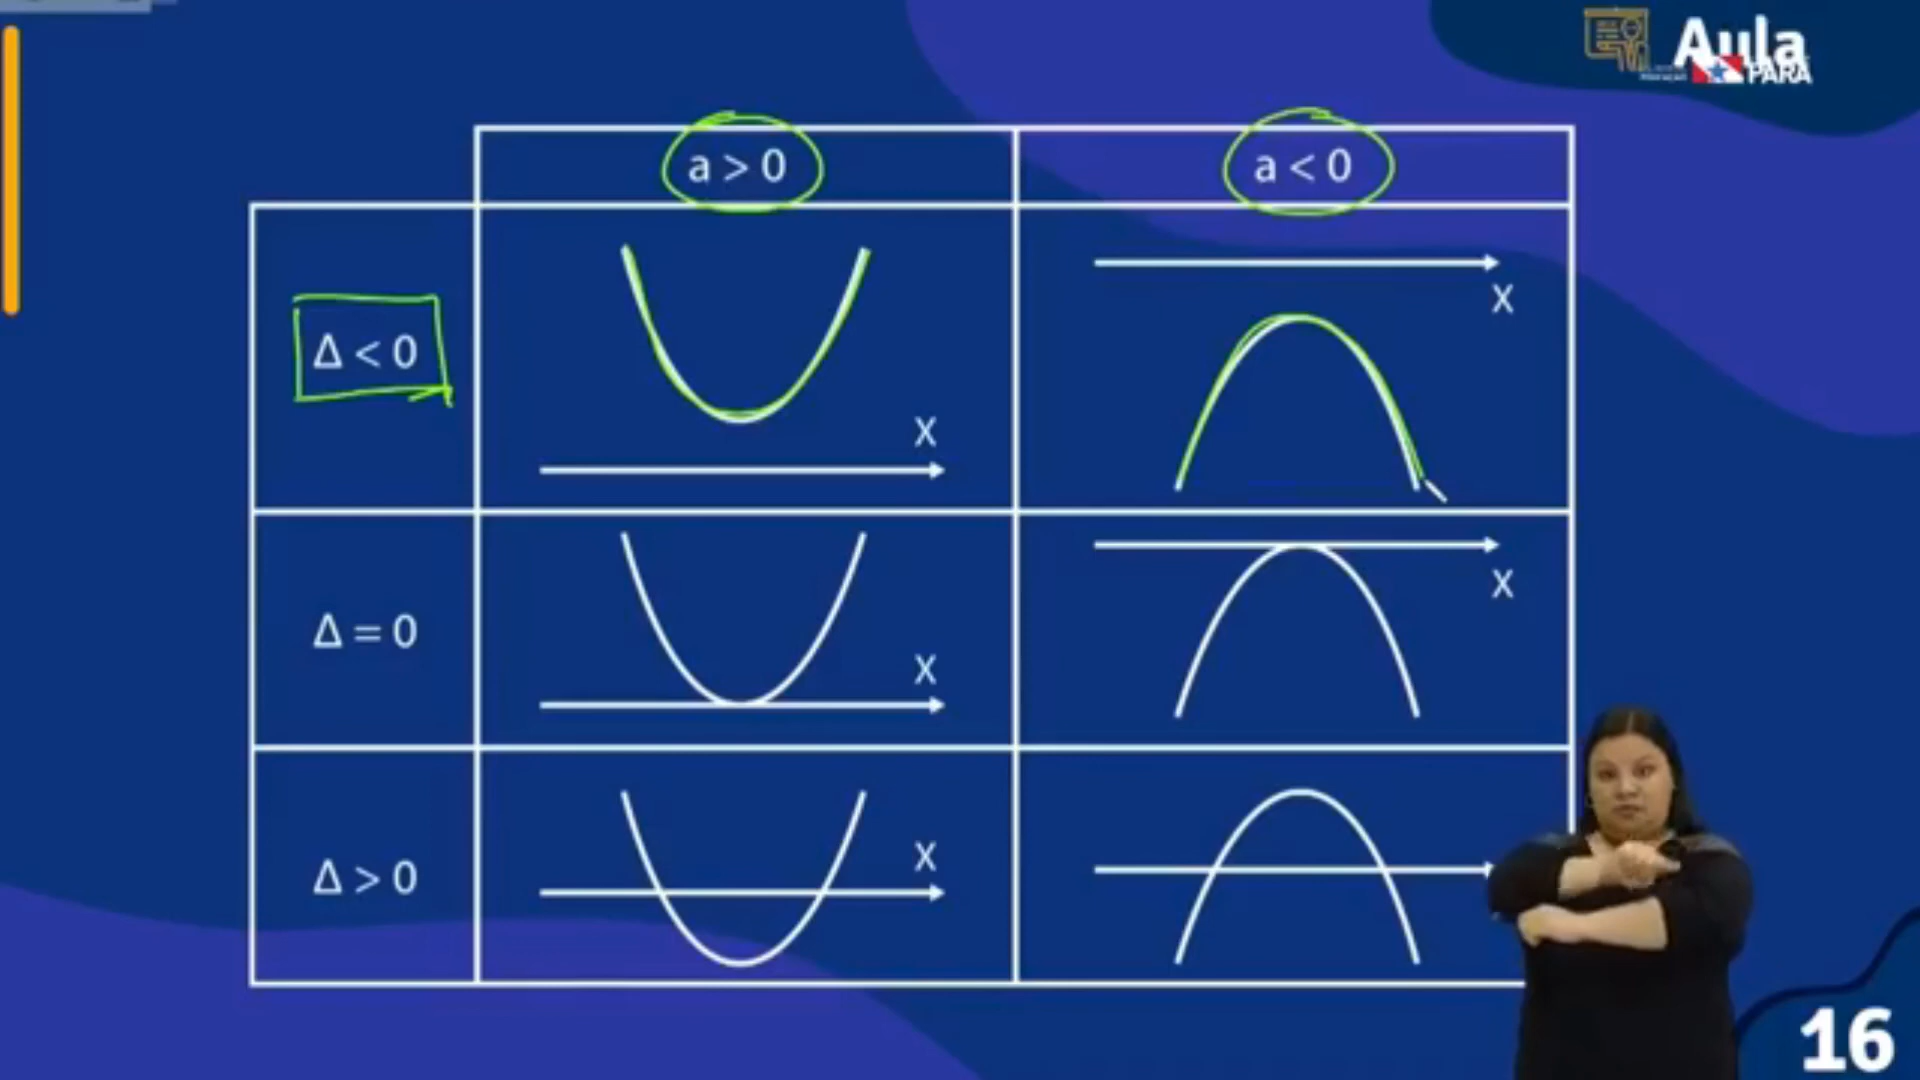 Aula
PARÁ
a > 0
a < 0
Δ < 0
X
X
Δ = 0
X
X
Δ > 0
X
16